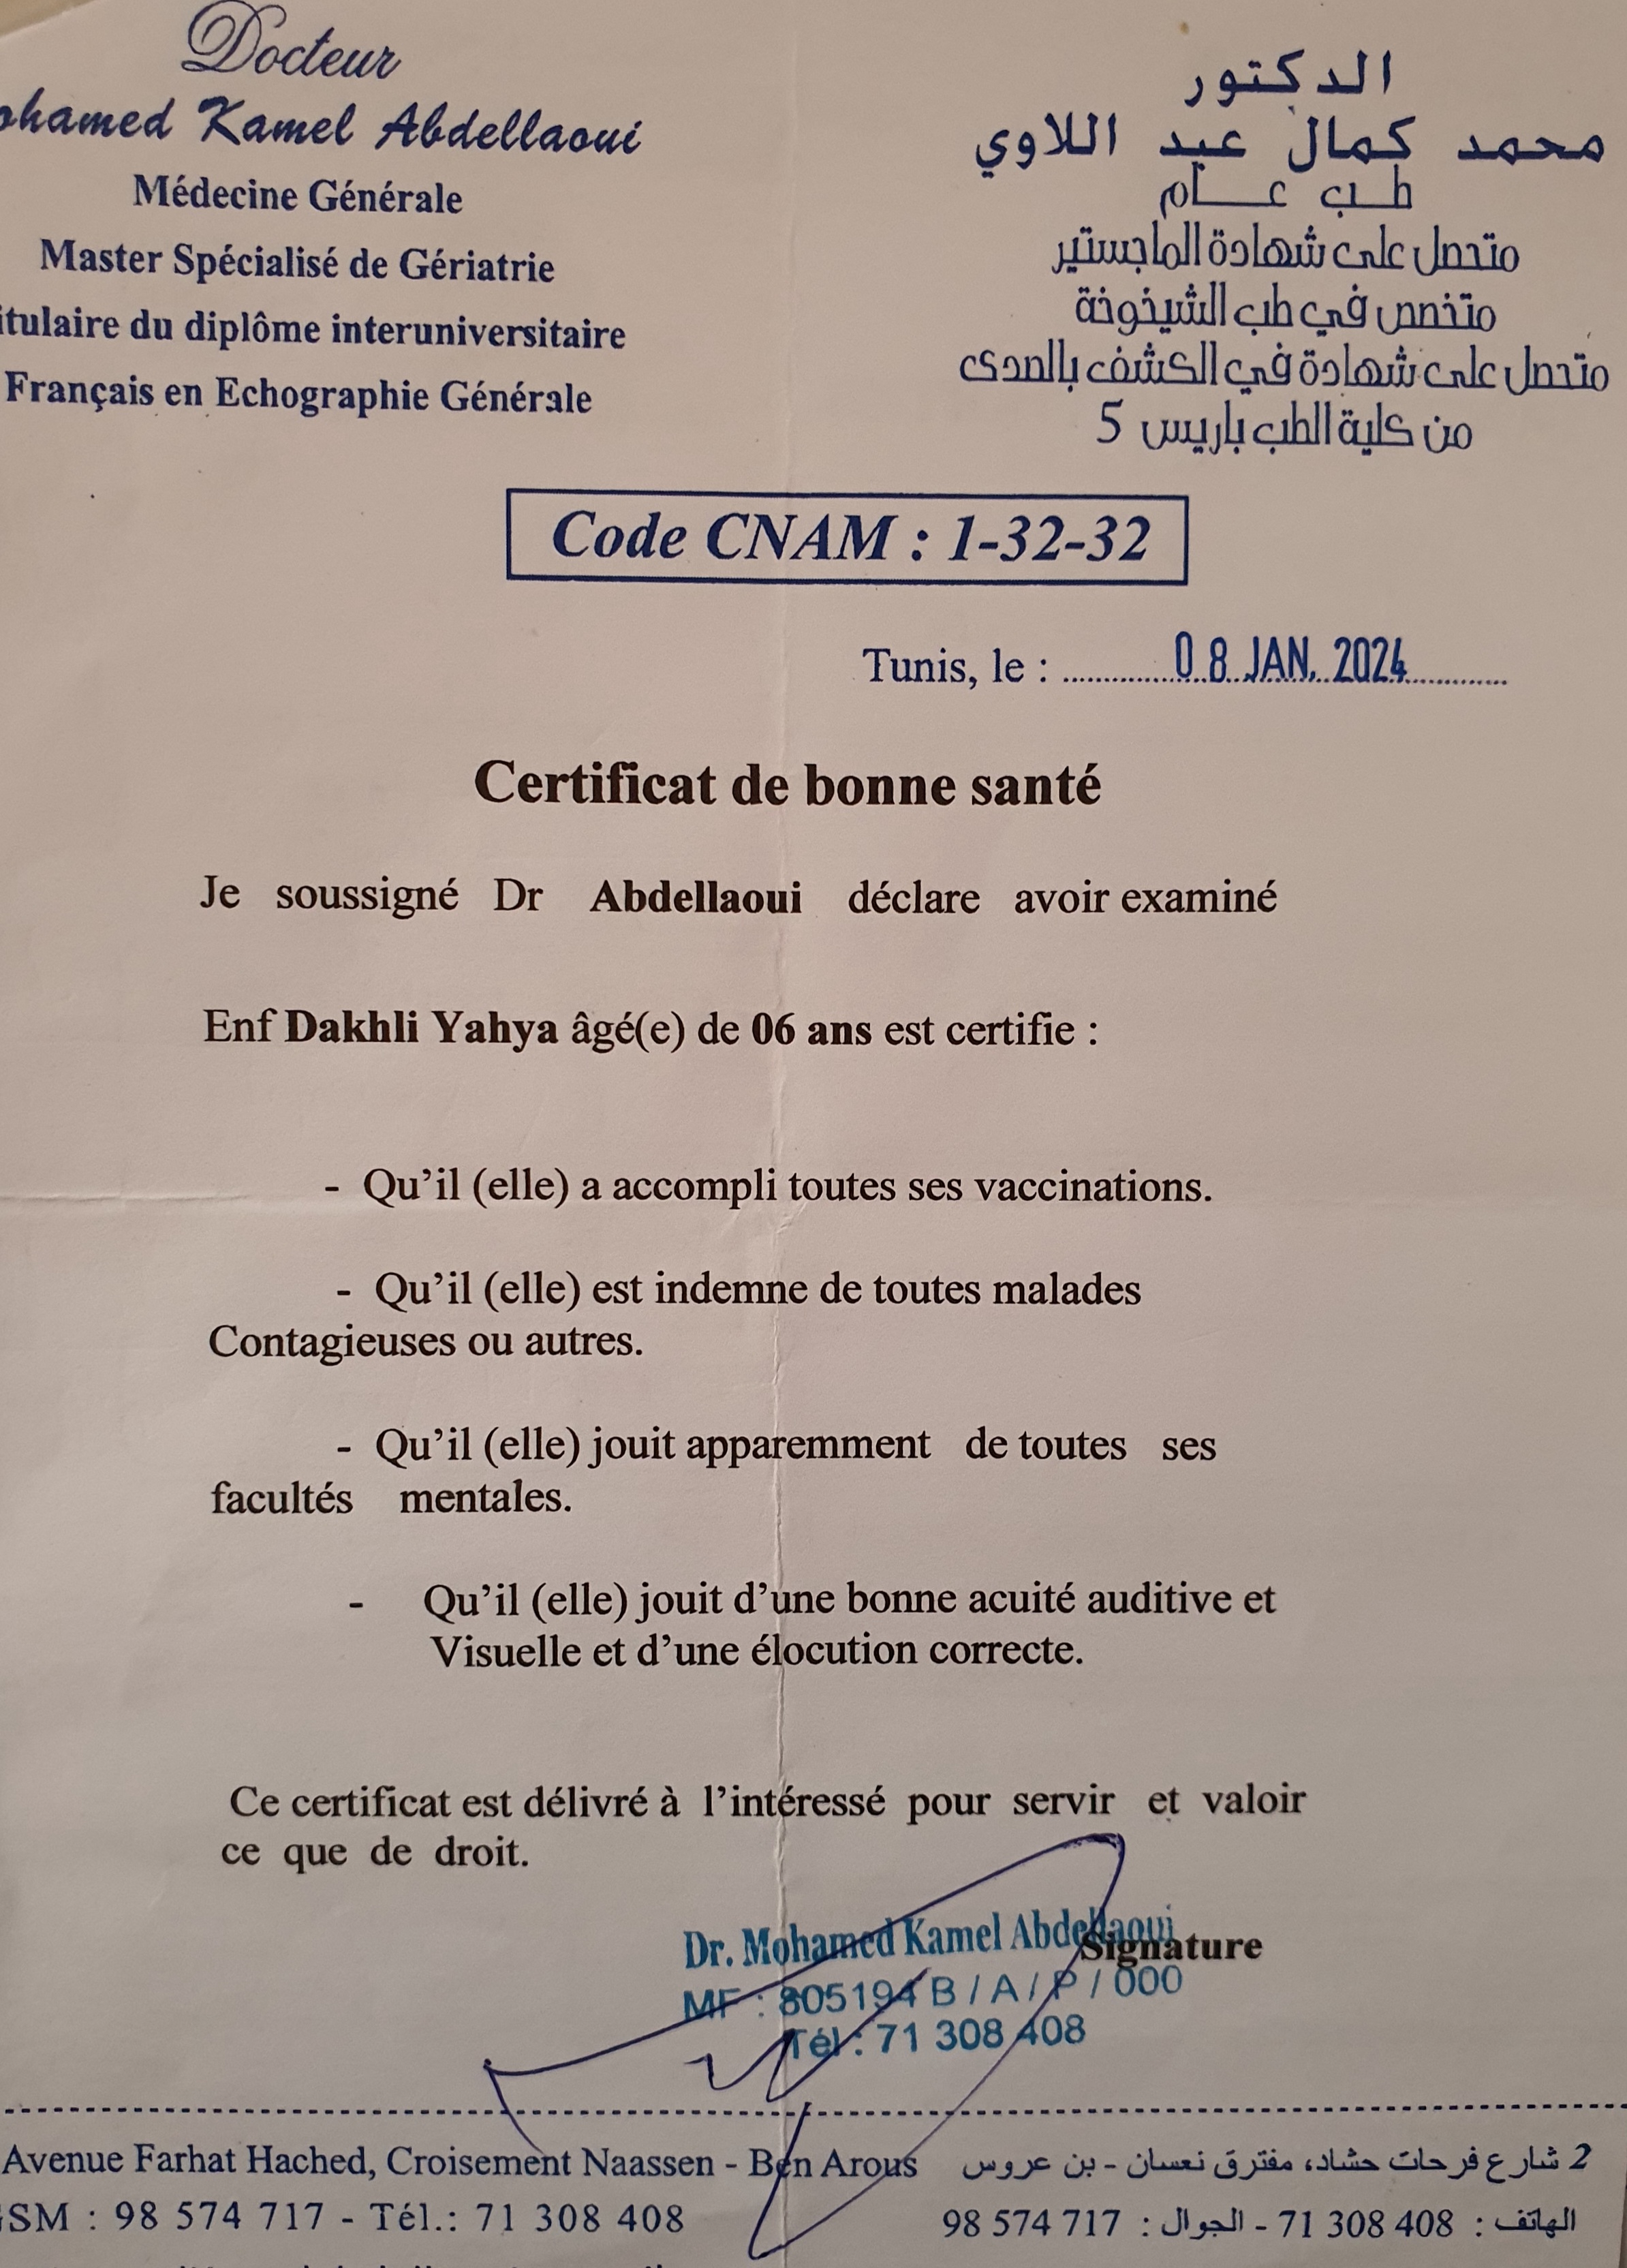 Docteur
ohamed Kamel Abdellaoui
Médecine Générale
Master Spécialisé de Gériatrie
itulaire du diplôme interuniversitaire
Français en Echographie Générale
الدكتور
محمد كمال عبد اللاوي
طب عام
متحصل على شهادة الماجستير
متخصص في طب الشيخوخة
متحصل على شهادة في الكشف بالصدى
من كلية الطب باريس 5
Code CNAM : 1-32-32
Tunis, le : 08 JAN. 2024
Certificat de bonne santé
Je soussigné Dr Abdellaoui déclare avoir examiné
Enf Dakhli Yahya âgé(e) de 06 ans est certifie :
- Qu'il (elle) a accompli toutes ses vaccinations.
- Qu'il (elle) est indemne de toutes malades
Contagieuses ou autres.
- Qu'il (elle) jouit apparemment de toutes ses
facultés mentales.
- Qu'il (elle) jouit d'une bonne acuité auditive et
Visuelle et d'une élocution correcte.
Ce certificat est délivré à l'intéressé pour servir et valoir
ce que de droit.
Signature
Dr. Mohamed Kamel Abdellaoui
MF : 805194 B / A / P / 000
Tél : 71 308 408
Avenue Farhat Hached, Croisement Naassen - Ben Arous
2 شارع فرحات حشاد، مفترق نعسان - بن عروس
GSM : 98 574 717 - Tél.: 71 308 408
الهاتف : 71 308 408 - الجوال : 98 574 717